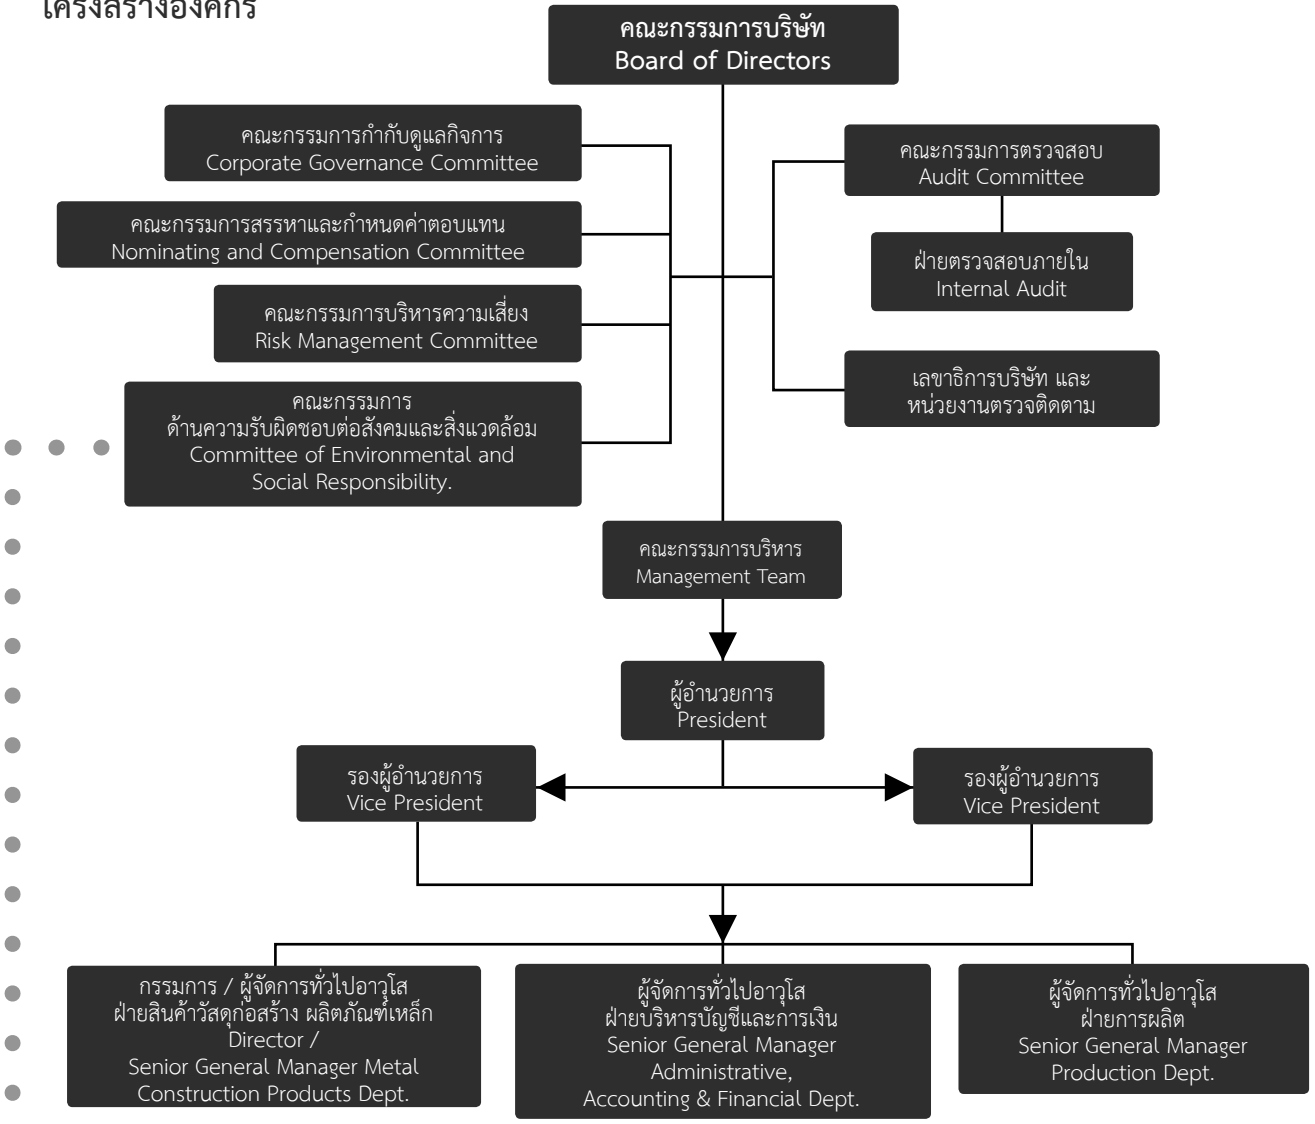 โครงสร้างองค์กร
คณะกรรมการบริษัท
Board of Directors
คณะกรรมการกำกับดูแลกิจการ
Corporate Governance Committee
คณะกรรมการสรรหาและกำหนดค่าตอบแทน
Nominating and Compensation Committee
คณะกรรมการบริหารความเสี่ยง
Risk Management Committee
คณะกรรมการ
ด้านความรับผิดชอบต่อสังคมและสิ่งแวดล้อม
Committee of Environmental and
Social Responsibility.
คณะกรรมการตรวจสอบ
Audit Committee
ฝ่ายตรวจสอบภายใน
Internal Audit
เลขาธิการบริษัท และ
หน่วยงานตรวจติดตาม
คณะกรรมการบริหาร
Management Team
ผู้อำนวยการ
President
รองผู้อำนวยการ
Vice President
รองผู้อำนวยการ
Vice President
กรรมการ / ผู้จัดการทั่วไปอาวุโส
ฝ่ายสินค้าวัสดุก่อสร้าง ผลิตภัณฑ์เหล็ก
Director /
Senior General Manager Metal
Construction Products Dept.
ผู้จัดการทั่วไปอาวุโส
ฝ่ายบริหารบัญชีและการเงิน
Senior General Manager
Administrative,
Accounting & Financial Dept.
ผู้จัดการทั่วไปอาวุโส
ฝ่ายการผลิต
Senior General Manager
Production Dept.